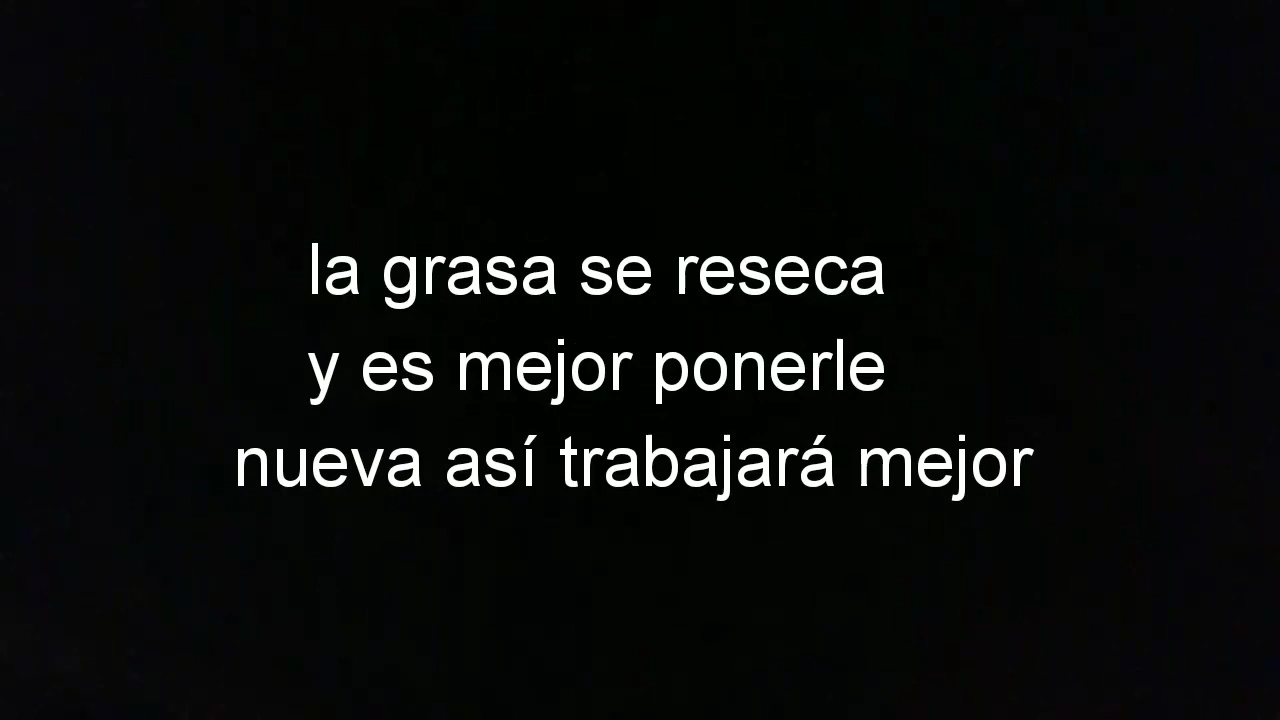 la grasa se reseca
y es mejor ponerle
nueva así trabajará mejor